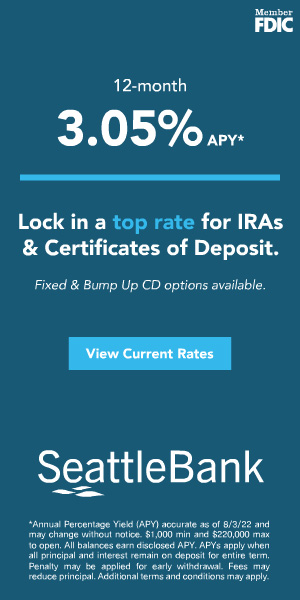 Member
FDIC
12-month
3.05% APY*
Lock in a top rate for IRAs
& Certificates of Deposit.
Fixed & Bump Up CD options available.
View Current Rates
SeattleBank
*Annual Percentage Yield (APY) accurate as of 8/3/22 and
may change without notice. $1,000 min and $220,000 max
to open. All balances earn disclosed APY. APYs apply when
all principal and interest remain on deposit for entire term.
Penalty may be applied for early withdrawal. Fees may
reduce principal. Additional terms and conditions may apply.